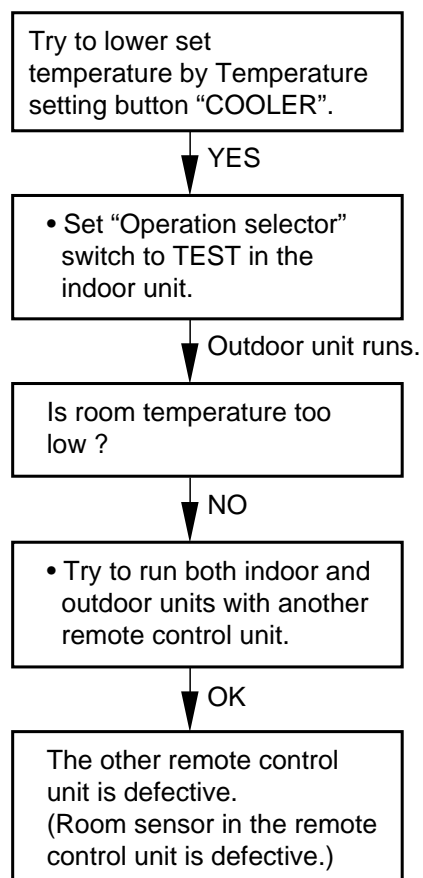 Try to lower set
temperature by Temperature
setting button “COOLER”.
YES
• Set “Operation selector”
switch to TEST in the
indoor unit.
Outdoor unit runs.
Is room temperature too
low ?
NO
• Try to run both indoor and
outdoor units with another
remote control unit.
OK
The other remote control
unit is defective.
(Room sensor in the remote
control unit is defective.)